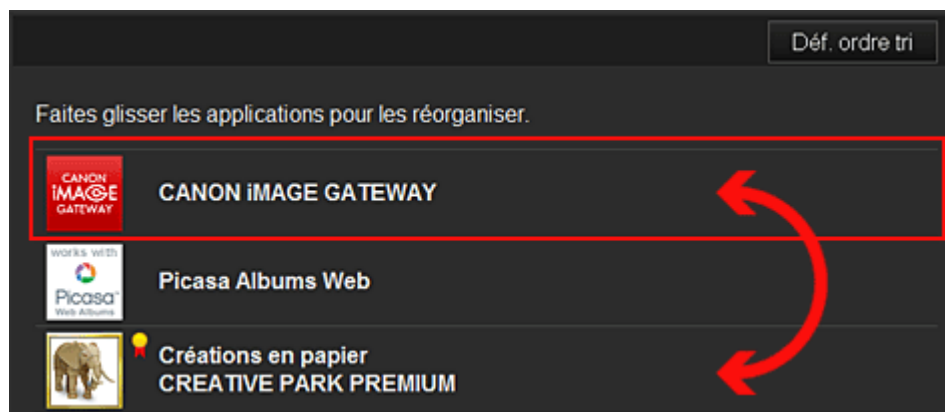 Déf. ordre tri
Faites glisser les applications pour les réorganiser.
CANON
iMAGE
GATEWAY
CANON iMAGE GATEWAY
works with
Picasa™
Web Albums
Picasa Albums Web
Créations en papier
CREATIVE PARK PREMIUM